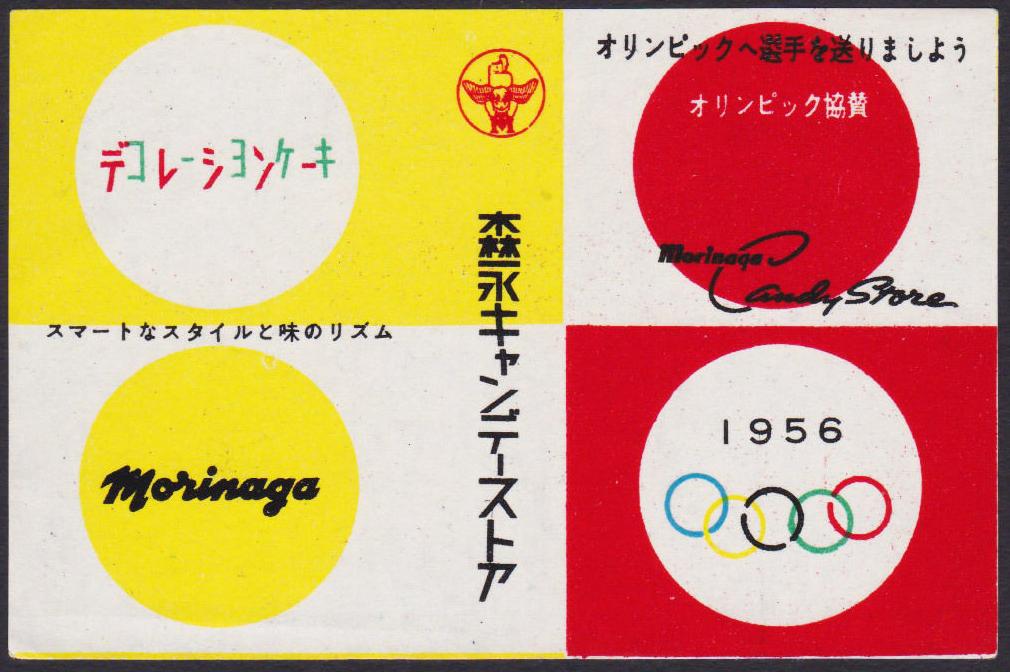 デコレーシヨンケーキ
スマートなスタイルと味のリズム
Morinaga
森永キャンデーストア
オリンピックへ選手を送りましよう
オリンピック協賛
Morinaga
Candy Store
1956